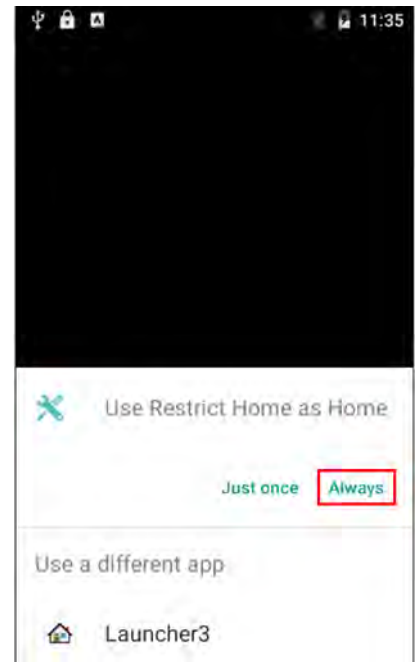 11:35
Use Restrict Home as Home
Just once Always
Use a different app
Launcher3